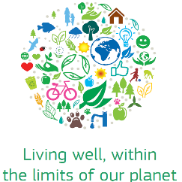 Living well, within
the limits of our planet